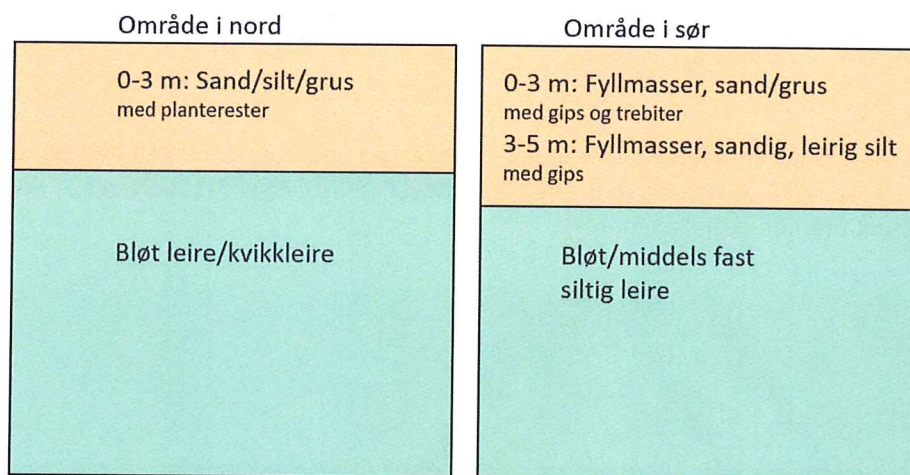 Område i nord
0-3 m: Sand/silt/grus
med planterester
Bløt leire/kvikkleire
Område i sør
0-3 m: Fyllmasser, sand/grus
med gips og trebiter
3-5 m: Fyllmasser, sandig, leirig silt
med gips
Bløt/middels fast
siltig leire